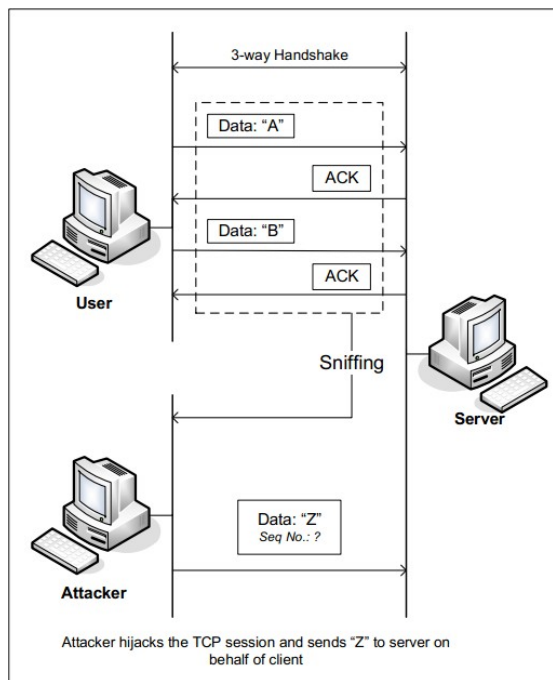 3-way Handshake
Data: “A”
ACK
Data: “B”
ACK
User
Sniffing
Server
Data: “Z”
Seq No.: ?
Attacker
Attacker hijacks the TCP session and sends “Z” to server on
behalf of client